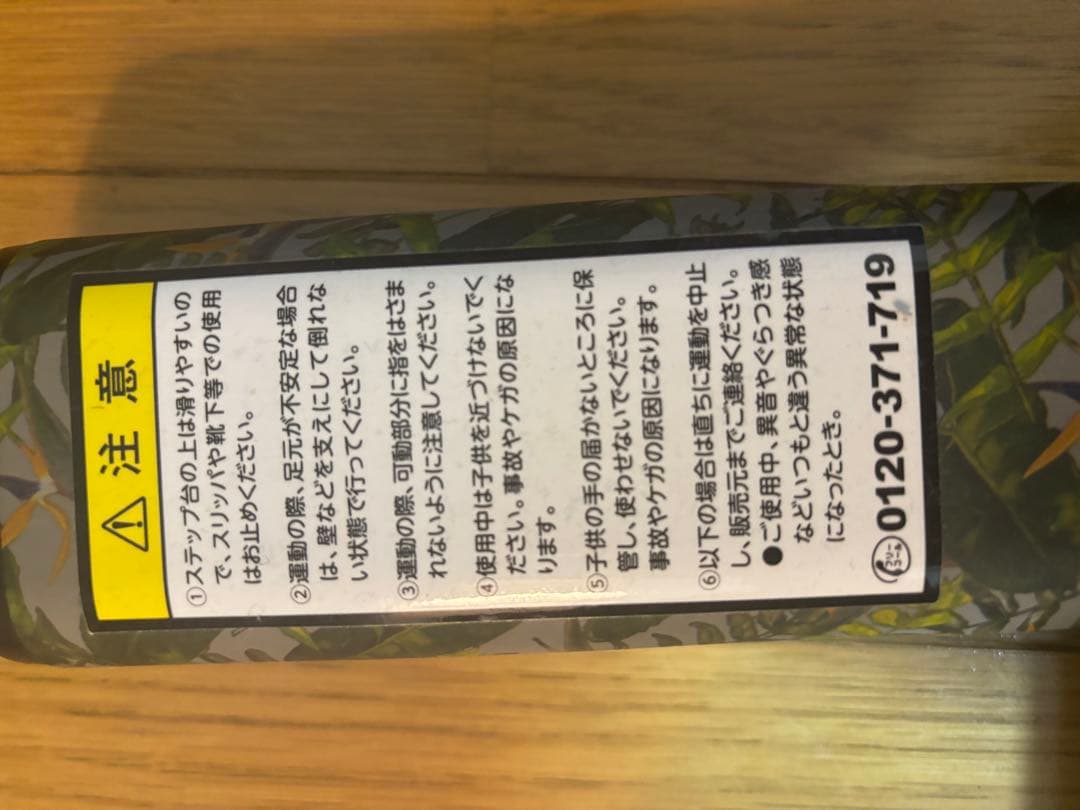 注意
①ステップ台の上は滑りやすいの
で、スリッパや靴下等での使用
はお止めください。
②運動の際、足元が不安定な場合
は、壁などを支えにして倒れな
い状態で行ってください。
③運動の際、可動部分に指をはさま
れないように注意してください。
④使用中は子供を近づけないでく
ださい。事故やケガの原因にな
ります。
⑤子供の手の届かないところに保
管し、使わせないでください。
事故やケガの原因になります。
⑥以下の場合は直ちに運動を中止
し、販売元までご連絡ください。
●ご使用中、異音やぐらつき感
などいつもと違う異常な状態
になったとき。
フリーコール 0120-371-719